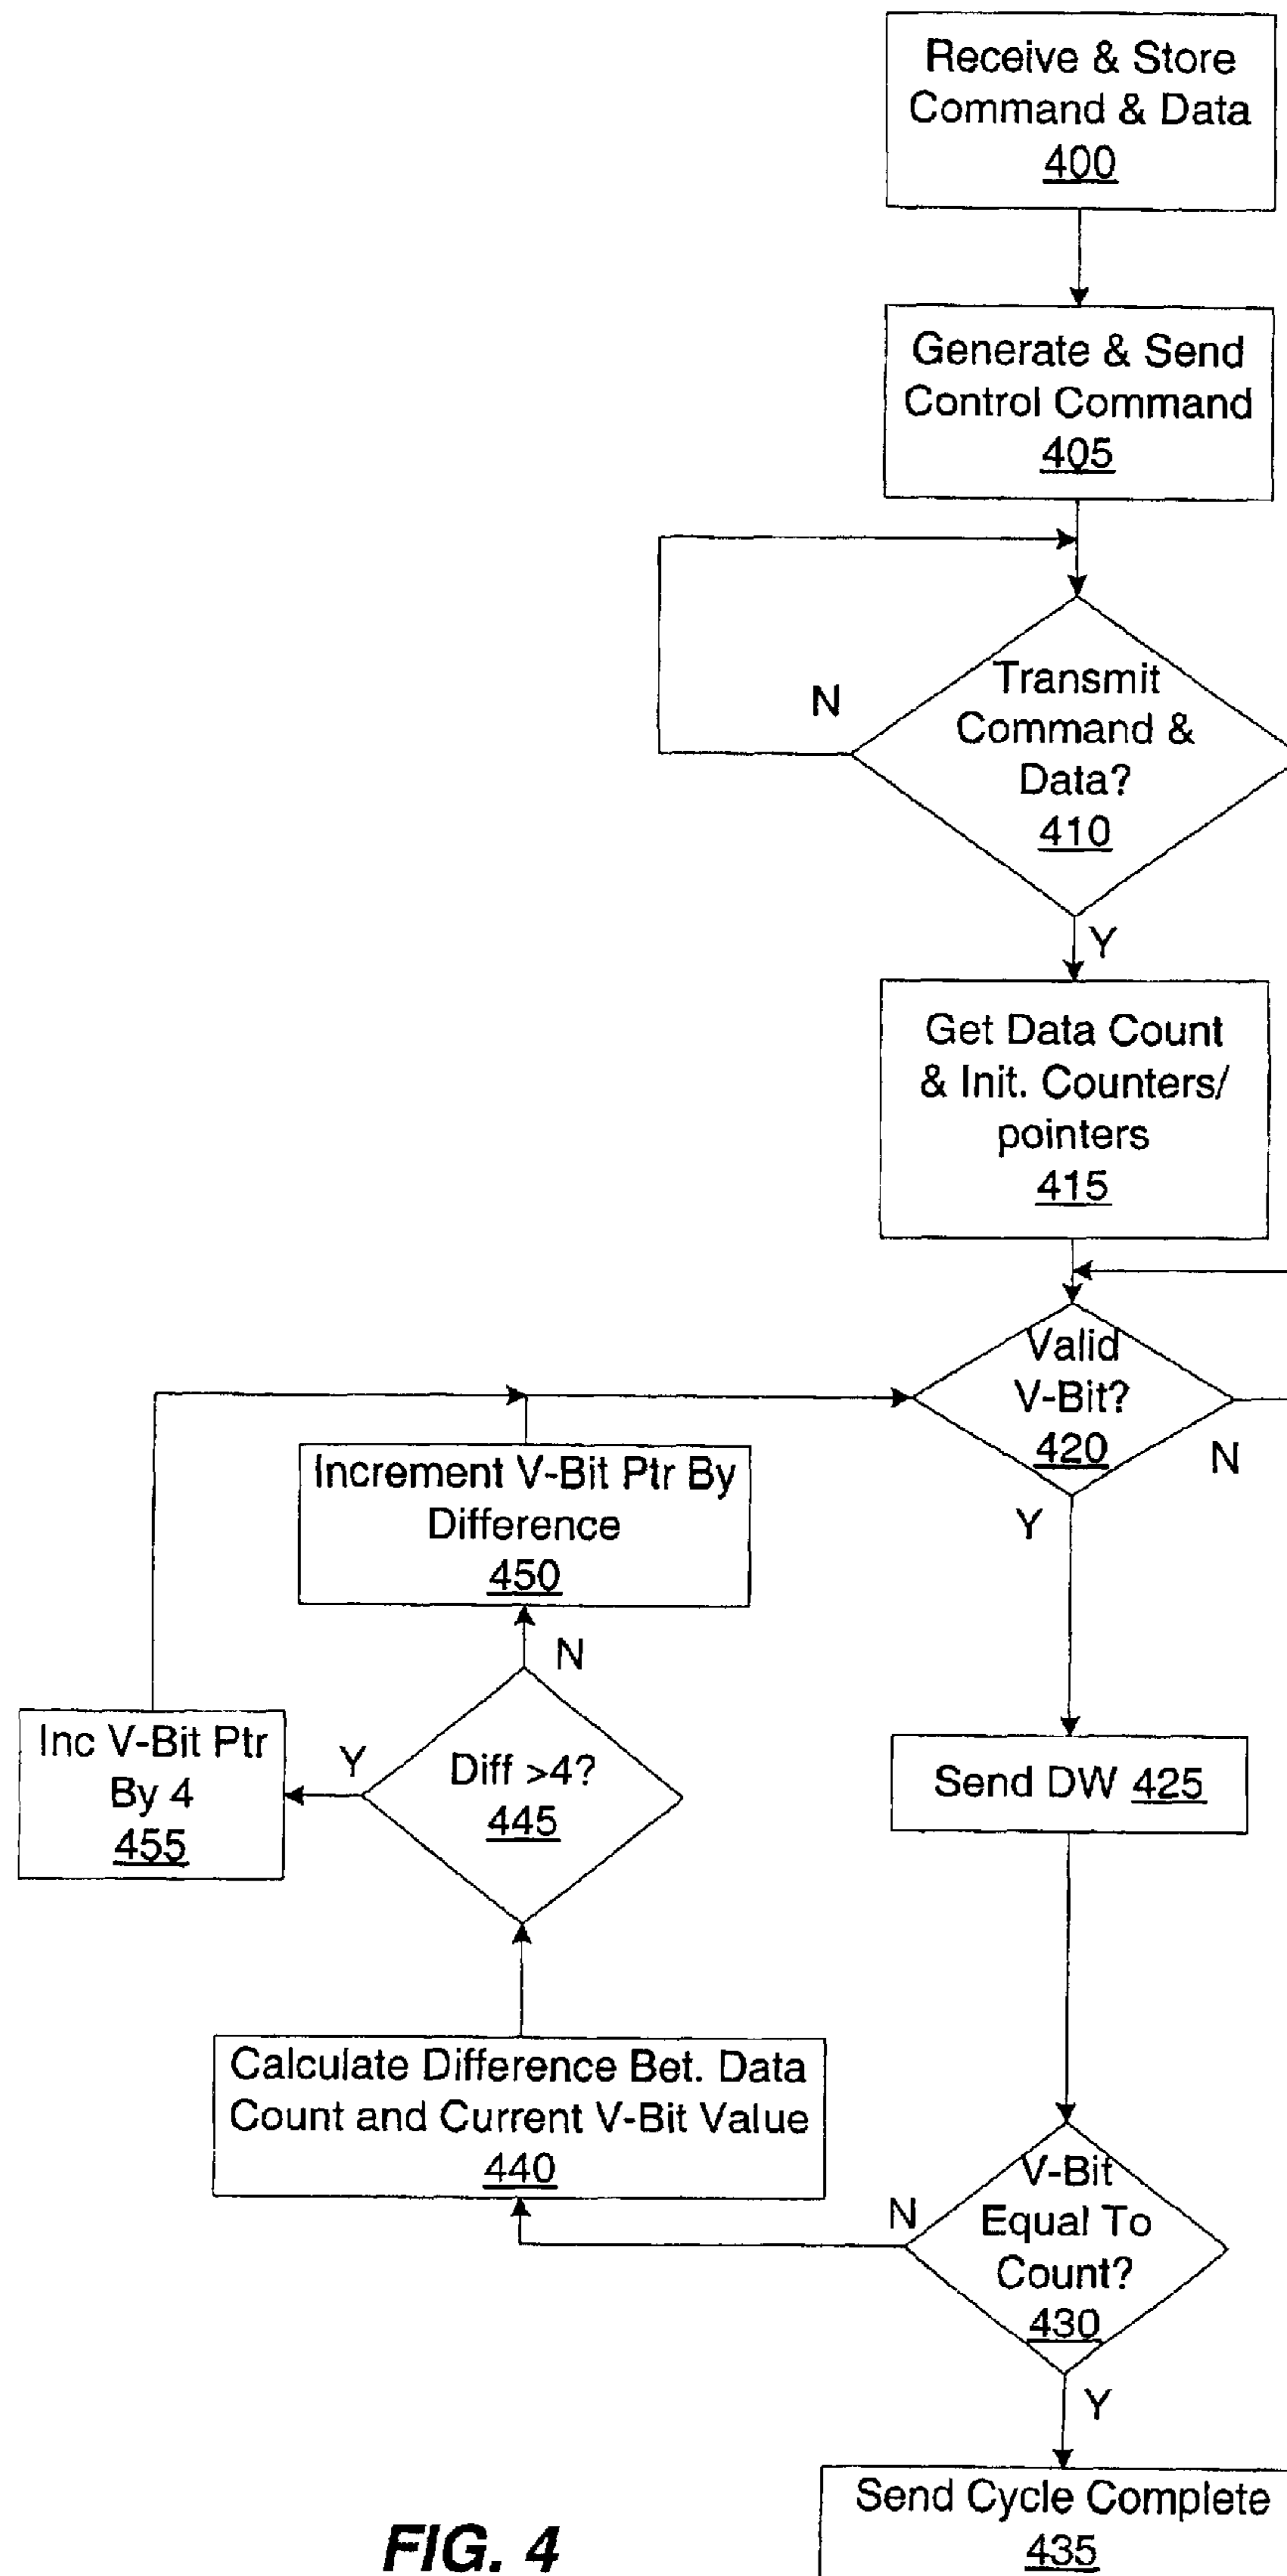 Receive & Store
Command & Data
400
Generate & Send
Control Command
405
Transmit
Command &
Data?
410
N
Y
Get Data Count
& Init. Counters/
pointers
415
Valid
V-Bit?
420
N
Y
Increment V-Bit Ptr By
Difference
450
N
Inc V-Bit Ptr
By 4
455
Y
Diff >4?
445
Send DW 425
Calculate Difference Bet. Data
Count and Current V-Bit Value
440
N
V-Bit
Equal To
Count?
430
Y
Send Cycle Complete
435
FIG. 4